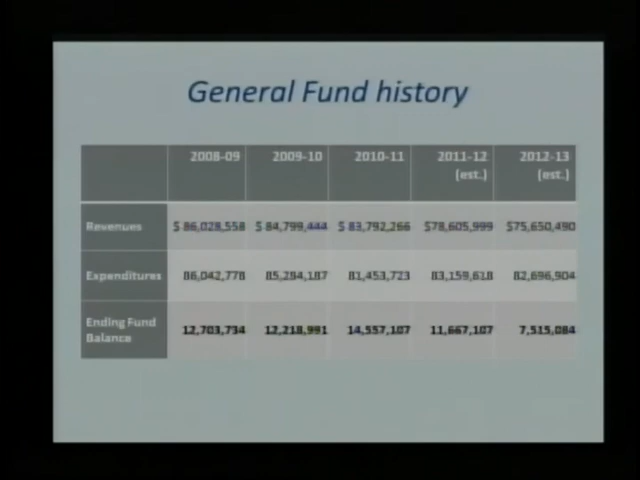 General Fund history
2008-09 2009-10 2010-11 2011-12 (est.) 2012-13 (est.)
Revenues $ 86,028,558 $ 84,799,444 $ 83,792,266 $78,605,999 $75,650,490
Expenditures 86,042,778 85,284,187 81,453,723 83,159,618 82,696,904
Ending Fund Balance 12,703,734 12,218,991 14,557,107 11,667,107 7,515,084